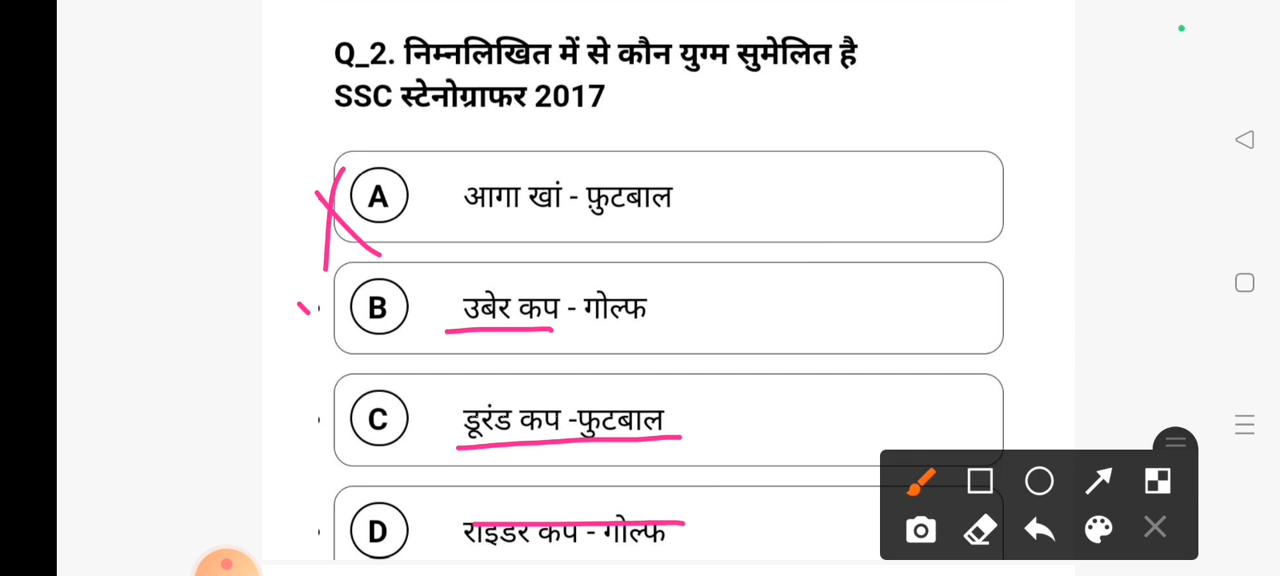 Q_2. निम्नलिखित में से कौन युग्म सुमेलित है
SSC स्टेनोग्राफर 2017
A आगा खां - फ़ुटबाल
B उबेर कप - गोल्फ
C डूरंड कप -फुटबाल
D राइडर कप - गोल्फ